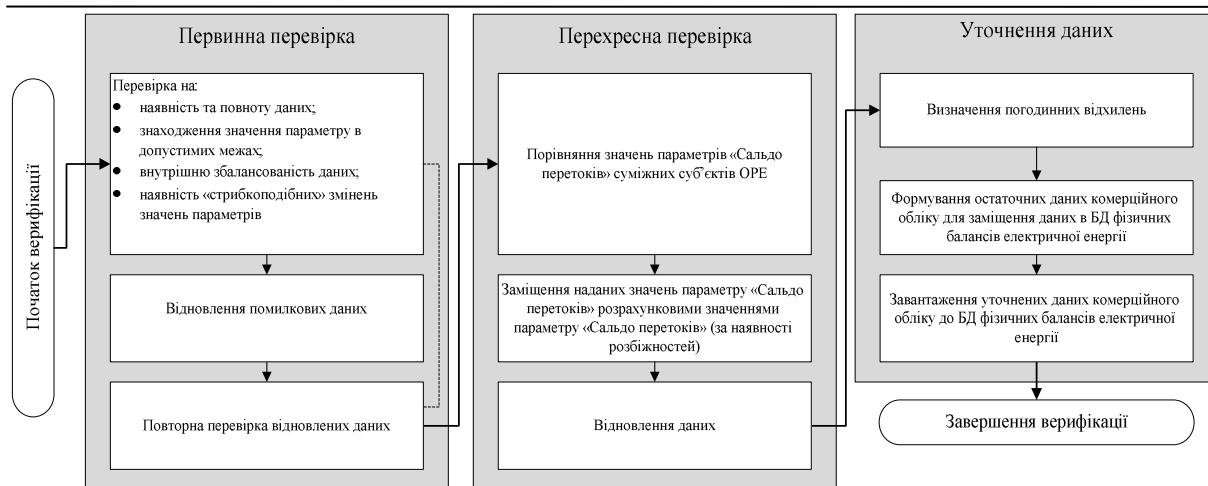 Початок верифікації
Первинна перевірка
Перевірка на:
● наявність та повноту даних;
● знаходження значення параметру в
допустимих межах;
● внутрішню збалансованість даних;
● наявність «стрибкоподібних» змінень
значень параметрів
Відновлення помилкових даних
Повторна перевірка відновлених даних
Перехресна перевірка
Порівняння значень параметрів «Сальдо
перетоків» суміжних суб’єктів ОРЕ
Заміщення наданих значень параметру «Сальдо
перетоків» розрахунковими значеннями
параметру «Сальдо перетоків» (за наявності
розбіжностей)
Відновлення даних
Уточнення даних
Визначення погодинних відхилень
Формування остаточних даних комерційного
обліку для заміщення даних в БД фізичних
балансів електричної енергії
Завантаження уточнених даних комерційного
обліку до БД фізичних балансів електричної
енергії
Завершення верифікації